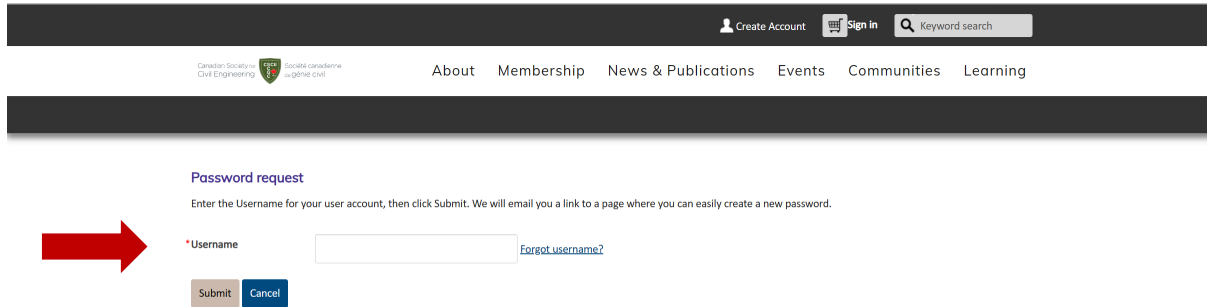 Create Account Sign in Keyword search
Canadian Society for Société canadienne
Civil Engineering CSCE de génie civil
About Membership News & Publications Events Communities Learning
Password request
Enter the Username for your user account, then click Submit. We will email you a link to a page where you can easily create a new password.
*Username Forgot username?
Submit Cancel